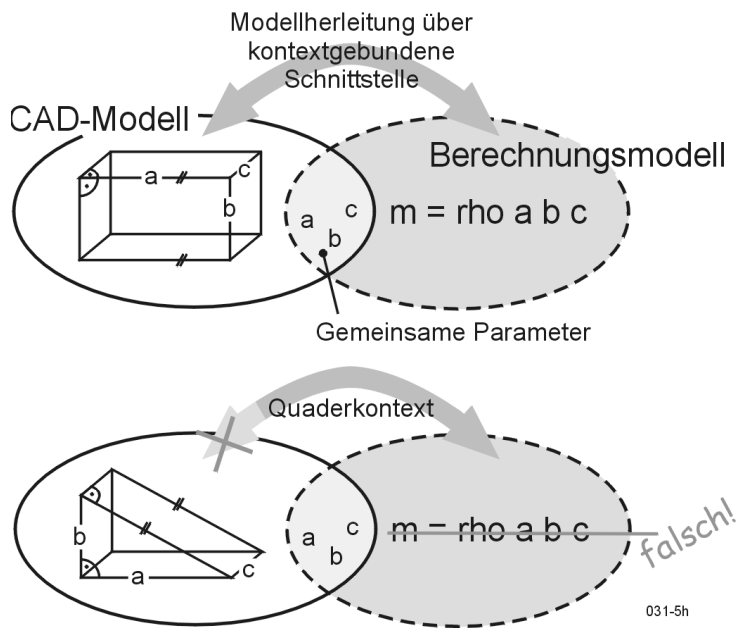 Modellherleitung über
kontextgebundene
Schnittstelle
CAD-Modell
Berechnungsmodell
a
c
b
a
c
b
m = rho a b c
Gemeinsame Parameter
Quaderkontext
b
a
c
a
c
b
m = rho a b c
falsch!
031-5h